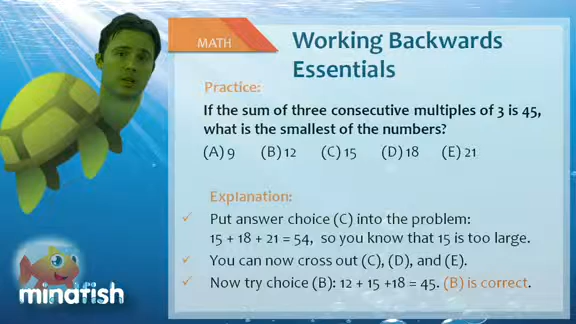 MATH
Working Backwards
Essentials
Practice:
If the sum of three consecutive multiples of 3 is 45,
what is the smallest of the numbers?
(A) 9 (B) 12 (C) 15 (D) 18 (E) 21
Explanation:
✓ Put answer choice (C) into the problem:
15 + 18 + 21 = 54, so you know that 15 is too large.
✓ You can now cross out (C), (D), and (E).
✓ Now try choice (B): 12 + 15 +18 = 45. (B) is correct.
mindfish